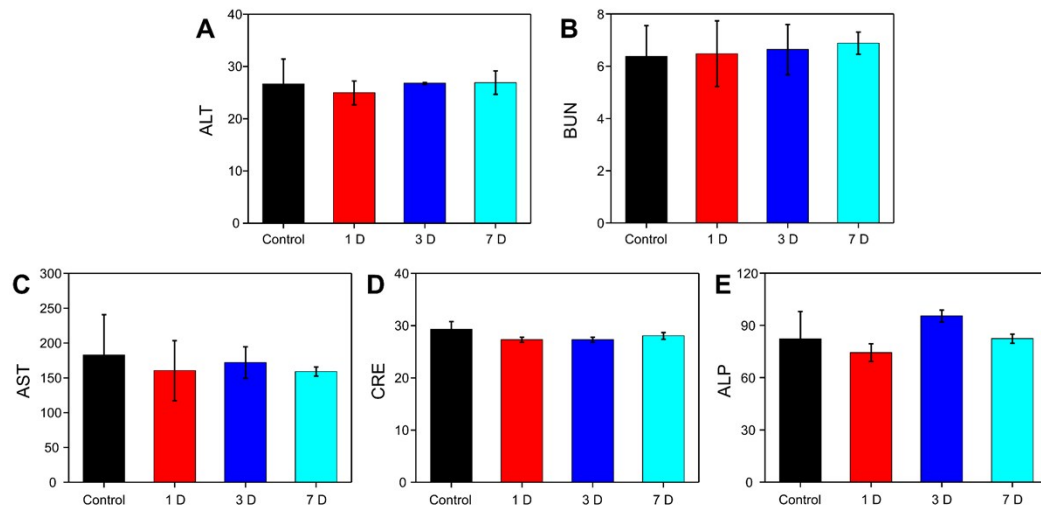 A
ALT
40
30
20
10
0
Control 1 D 3 D 7 D
B
BUN
8
6
4
2
0
Control 1 D 3 D 7 D
C
AST
300
250
200
150
100
50
0
Control 1 D 3 D 7 D
D
CRE
40
30
20
10
0
Control 1 D 3 D 7 D
E
ALP
120
90
60
30
0
Control 1 D 3 D 7 D